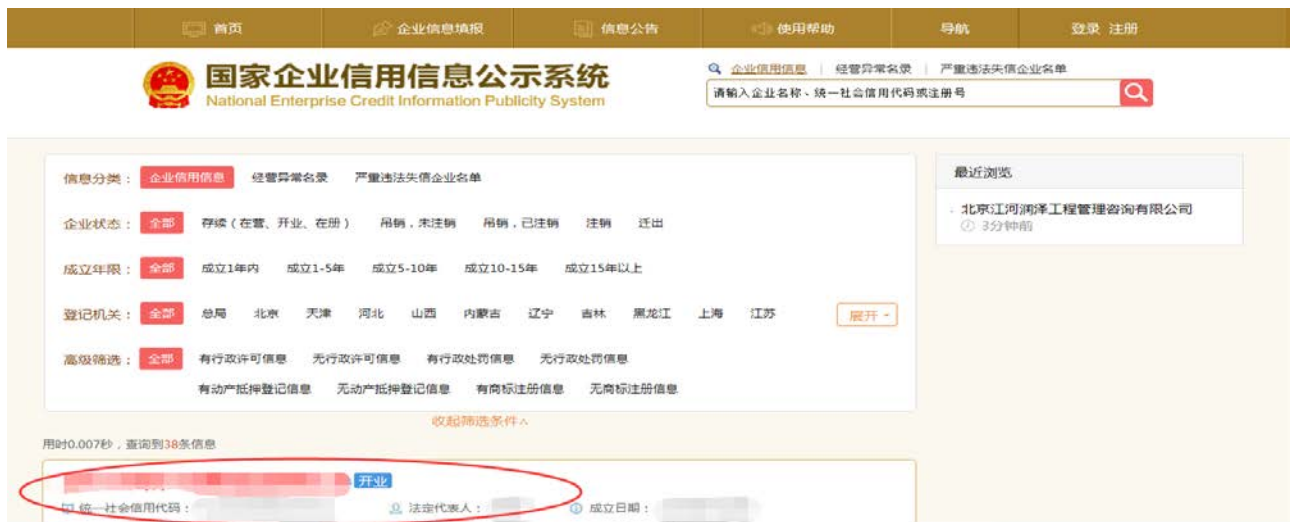 首页 企业信息填报 信息公告 使用帮助 导航 登录 注册
国家企业信用信息公示系统
National Enterprise Credit Information Publicity System
企业信用信息 | 经营异常名录 | 严重违法失信企业名单
请输入企业名称、统一社会信用代码或注册号
信息分类： 企业信用信息 经营异常名录 严重违法失信企业名单
企业状态： 全部 存续（在营、开业、在册） 吊销，未注销 吊销，已注销 注销 迁出
成立年限： 全部 成立1年内 成立1-5年 成立5-10年 成立10-15年 成立15年以上
登记机关： 全部 总局 北京 天津 河北 山西 内蒙古 辽宁 吉林 黑龙江 上海 江苏 展开
高级筛选： 全部 有行政许可信息 无行政许可信息 有行政处罚信息 无行政处罚信息
有动产抵押登记信息 无动产抵押登记信息 有商标注册信息 无商标注册信息
收起筛选条件
最近浏览
北京江河润泽工程管理咨询有限公司
3分钟前
用时0.007秒，查询到38条信息
开业
统一社会信用代码： 法定代表人： 成立日期：